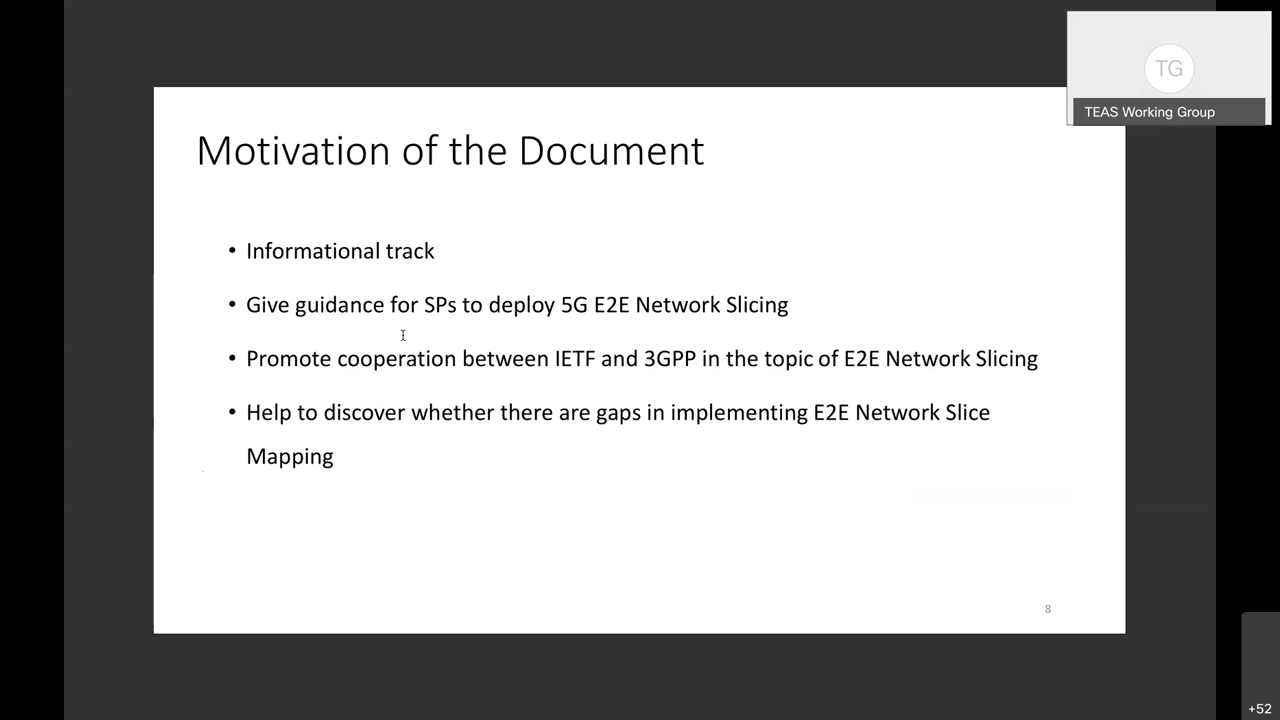 TG
TEAS Working Group
Motivation of the Document
• Informational track
• Give guidance for SPs to deploy 5G E2E Network Slicing
• Promote cooperation between IETF and 3GPP in the topic of E2E Network Slicing
• Help to discover whether there are gaps in implementing E2E Network Slice
Mapping
8
+52